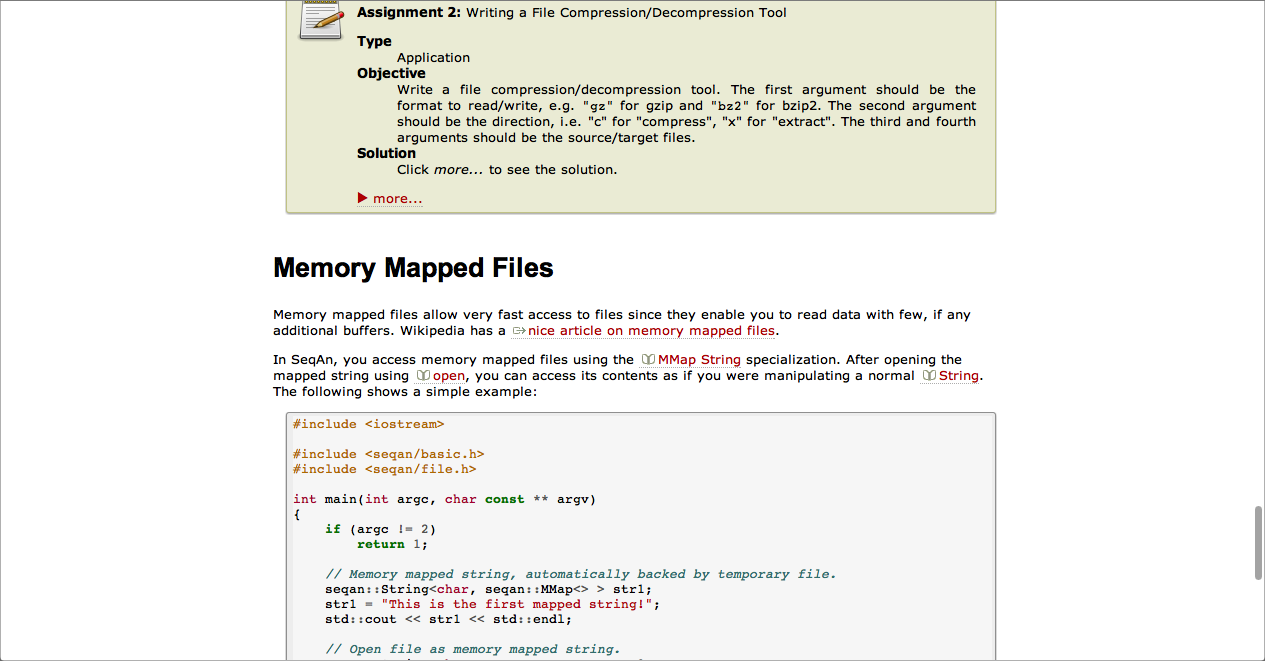 Assignment 2: Writing a File Compression/Decompression Tool
Type
Application
Objective
Write a file compression/decompression tool. The first argument should be the
format to read/write, e.g. "gz" for gzip and "bz2" for bzip2. The second argument
should be the direction, i.e. "c" for "compress", "x" for "extract". The third and fourth
arguments should be the source/target files.
Solution
Click more... to see the solution.
more...
Memory Mapped Files
Memory mapped files allow very fast access to files since they enable you to read data with few, if any
additional buffers. Wikipedia has a nice article on memory mapped files.
In SeqAn, you access memory mapped files using the MMap String specialization. After opening the
mapped string using open, you can access its contents as if you were manipulating a normal String.
The following shows a simple example:
#include <iostream>
#include <seqan/basic.h>
#include <seqan/file.h>
int main(int argc, char const ** argv)
{
    if (argc != 2)
        return 1;
    // Memory mapped string, automatically backed by temporary file.
    seqan::String<char, seqan::MMap<> > str1;
    str1 = "This is the first mapped string!";
    std::cout << str1 << std::endl;
    // Open file as memory mapped string.